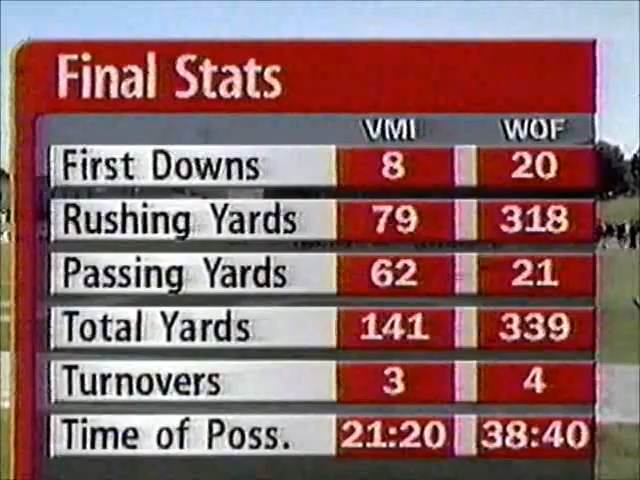 Final Stats
VMI WOF
First Downs 8 20
Rushing Yards 79 318
Passing Yards 62 21
Total Yards 141 339
Turnovers 3 4
Time of Poss. 21:20 38:40